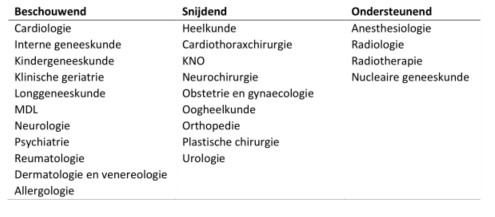 Beschouwend Snijdend Ondersteunend
Cardiologie Heelkunde Anesthesiologie
Interne geneeskunde Cardiothoraxchirurgie Radiologie
Kindergeneeskunde KNO Radiotherapie
Klinische geriatrie Neurochirurgie Nucleaire geneeskunde
Longgeneeskunde Obstetrie en gynaecologie
MDL Oogheelkunde
Neurologie Orthopedie
Psychiatrie Plastische chirurgie
Reumatologie Urologie
Dermatologie en venereologie
Allergologie